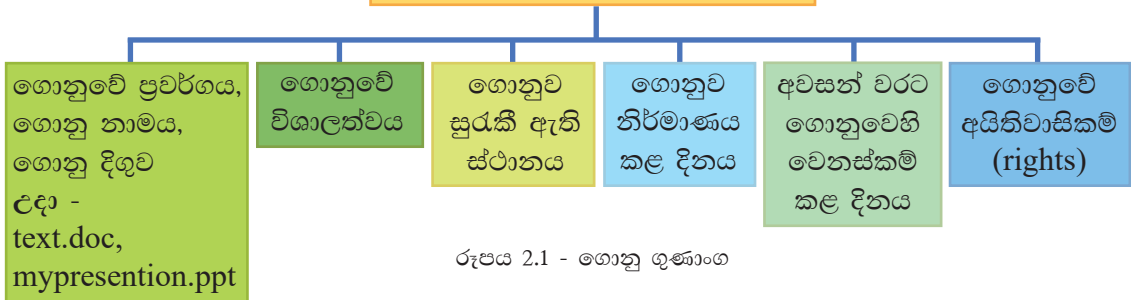 ගොනුවේ ප්‍රවර්ගය,
ගොනු නාමය,
ගොනු දිගුව
උදා -
text.doc,
mypresention.ppt
ගොනුවේ
විශාලත්වය
ගොනුව
සුරැකී ඇති
ස්ථානය
ගොනුව
නිර්මාණය
කළ දිනය
අවසන් වරට
ගොනුවෙහි
වෙනස්කම්
කළ දිනය
ගොනුවේ
අයිතිවාසිකම්
(rights)
රූපය 2.1 - ගොනු ගුණාංග